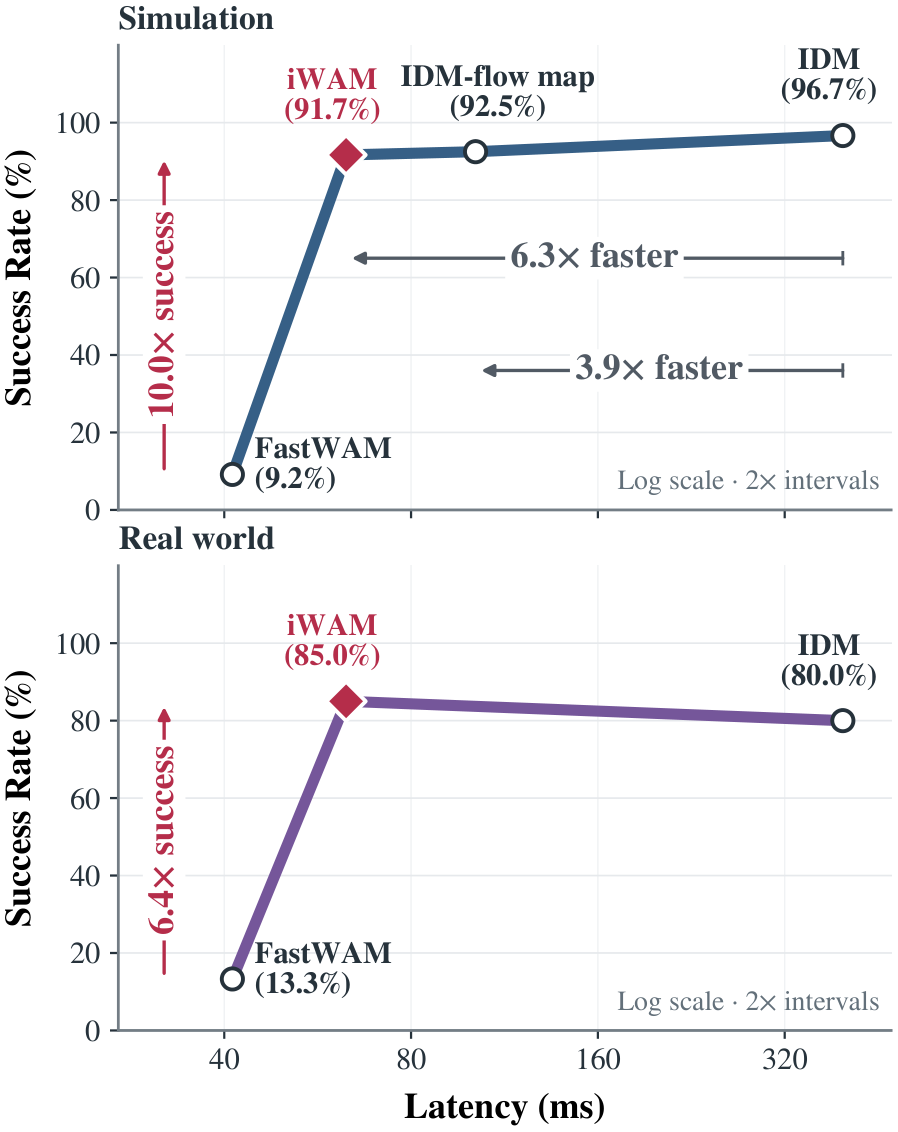 Simulation
iWAM
(91.7%)
IDM-flow map
(92.5%)
IDM
(96.7%)
100
80
60
40
20
0
Success Rate (%)
10.0× success
6.3× faster
3.9× faster
FastWAM
(9.2%)
Log scale · 2× intervals
Real world
iWAM
(85.0%)
IDM
(80.0%)
100
80
60
40
20
0
Success Rate (%)
6.4× success
FastWAM
(13.3%)
Log scale · 2× intervals
40
80
160
320
Latency (ms)